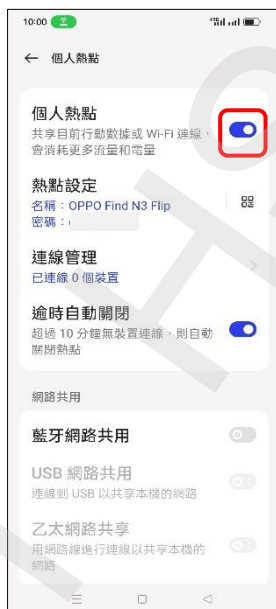 10:00
← 個人熱點
個人熱點
共享目前行動數據或 Wi-Fi 連線，
會消耗更多流量和電量
熱點設定
名稱：OPPO Find N3 Flip
密碼：
連線管理
已連線 0 個裝置
逾時自動關閉
超過 10 分鐘無裝置連線，則自動
關閉熱點
網路共用
藍牙網路共用
USB 網路共用
連線到 USB 以共享本機的網路
乙太網路共享
用網路線進行連線以共享本機的
網路